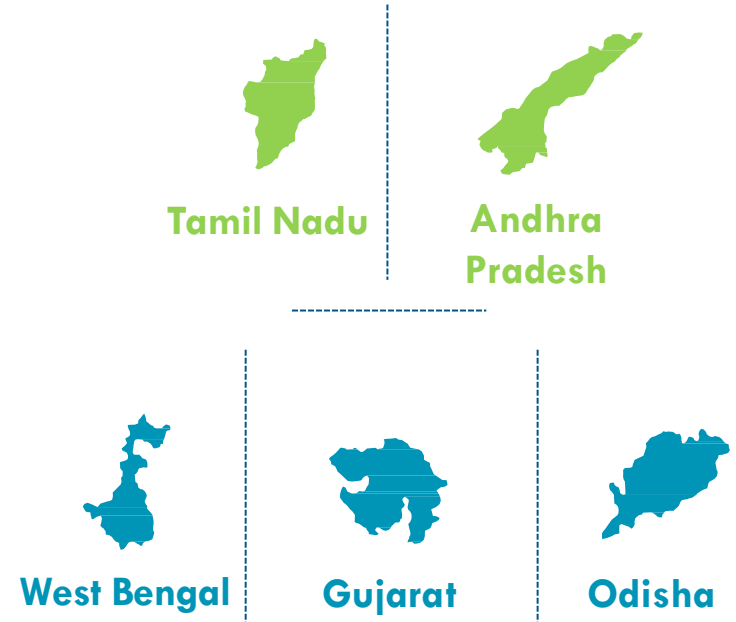 Tamil Nadu
Andhra
Pradesh
West Bengal
Gujarat
Odisha